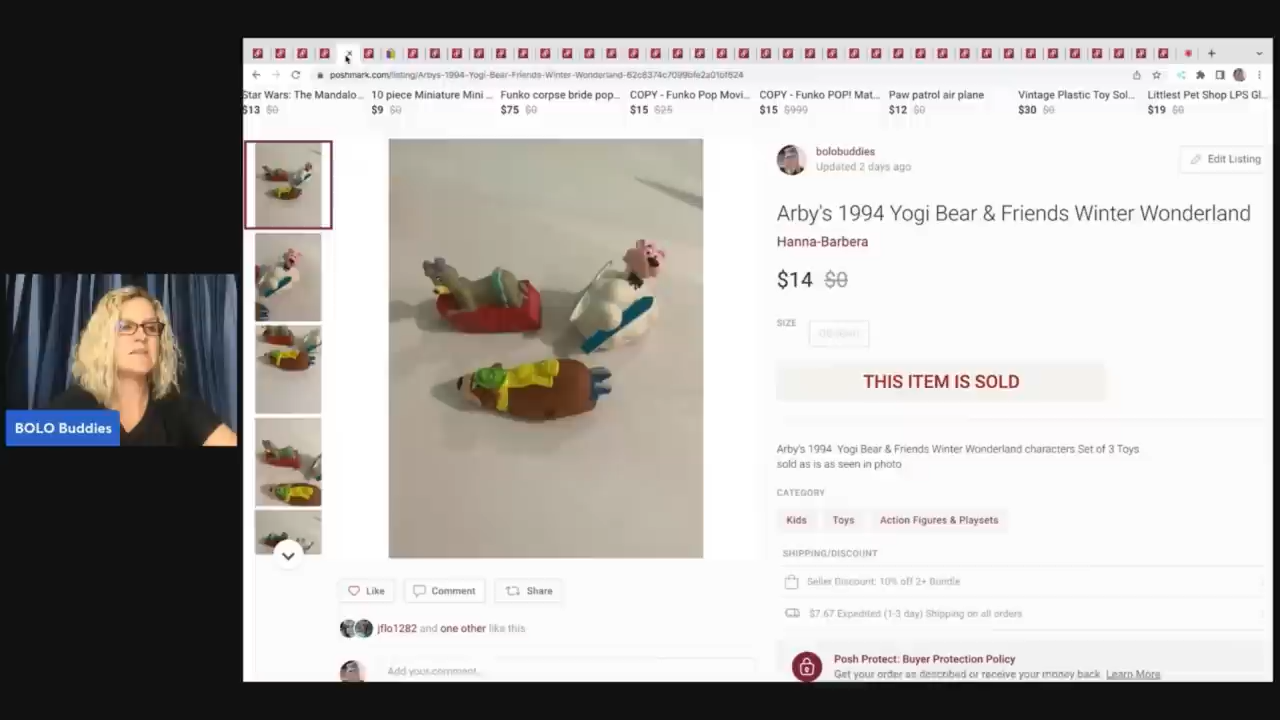 poshmark.com/listing/Arbys-1994-Yogi-Bear-Friends-Winter-Wonderland-62c8374c7099bfe2a01bf624
Star Wars: The Mandalo... 10 piece Miniature Mini ... Funko corpse bride pop... COPY - Funko Pop Movi... COPY - Funko POP! Mat... Paw patrol air plane Vintage Plastic Toy Sol... Littlest Pet Shop LPS Gl...
$13 $0 $9 $0 $75 $0 $15 $25 $15 $999 $12 $0 $30 $0 $19 $0
bolobuddies
Updated 2 days ago
Edit Listing
Arby's 1994 Yogi Bear & Friends Winter Wonderland
Hanna-Barbera
$14 $0
SIZE
THIS ITEM IS SOLD
Arby's 1994 Yogi Bear & Friends Winter Wonderland characters Set of 3 Toys
sold as is as seen in photo
CATEGORY
Kids Toys Action Figures & Playsets
SHIPPING/DISCOUNT
Seller Discount: 10% off 2+ Bundle
$7.67 Expedited (1-3 day) Shipping on all orders
Posh Protect: Buyer Protection Policy
Get your order as described or receive your money back. Learn More
Like Comment Share
jflo1282 and one other like this
Add your comment...
BOLO Buddies